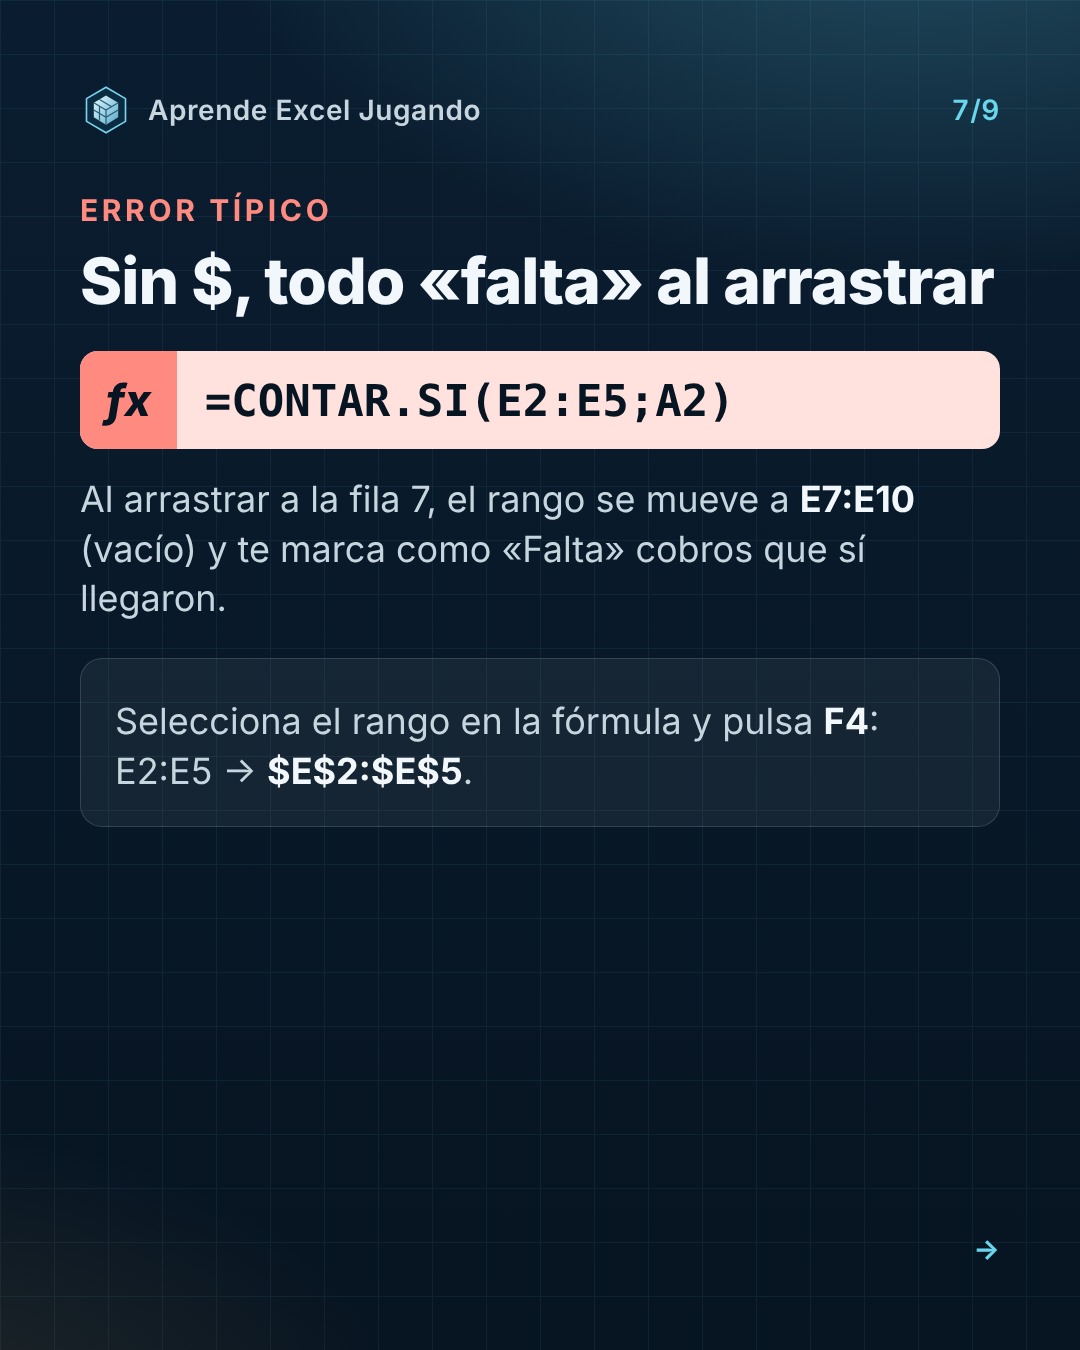 Aprende Excel Jugando
7/9
ERROR TÍPICO
Sin $, todo «falta» al arrastrar
fx =CONTAR.SI(E2:E5;A2)
Al arrastrar a la fila 7, el rango se mueve a E7:E10
(vacío) y te marca como «Falta» cobros que sí
llegaron.
Selecciona el rango en la fórmula y pulsa F4:
E2:E5 → $E$2:$E$5.
→